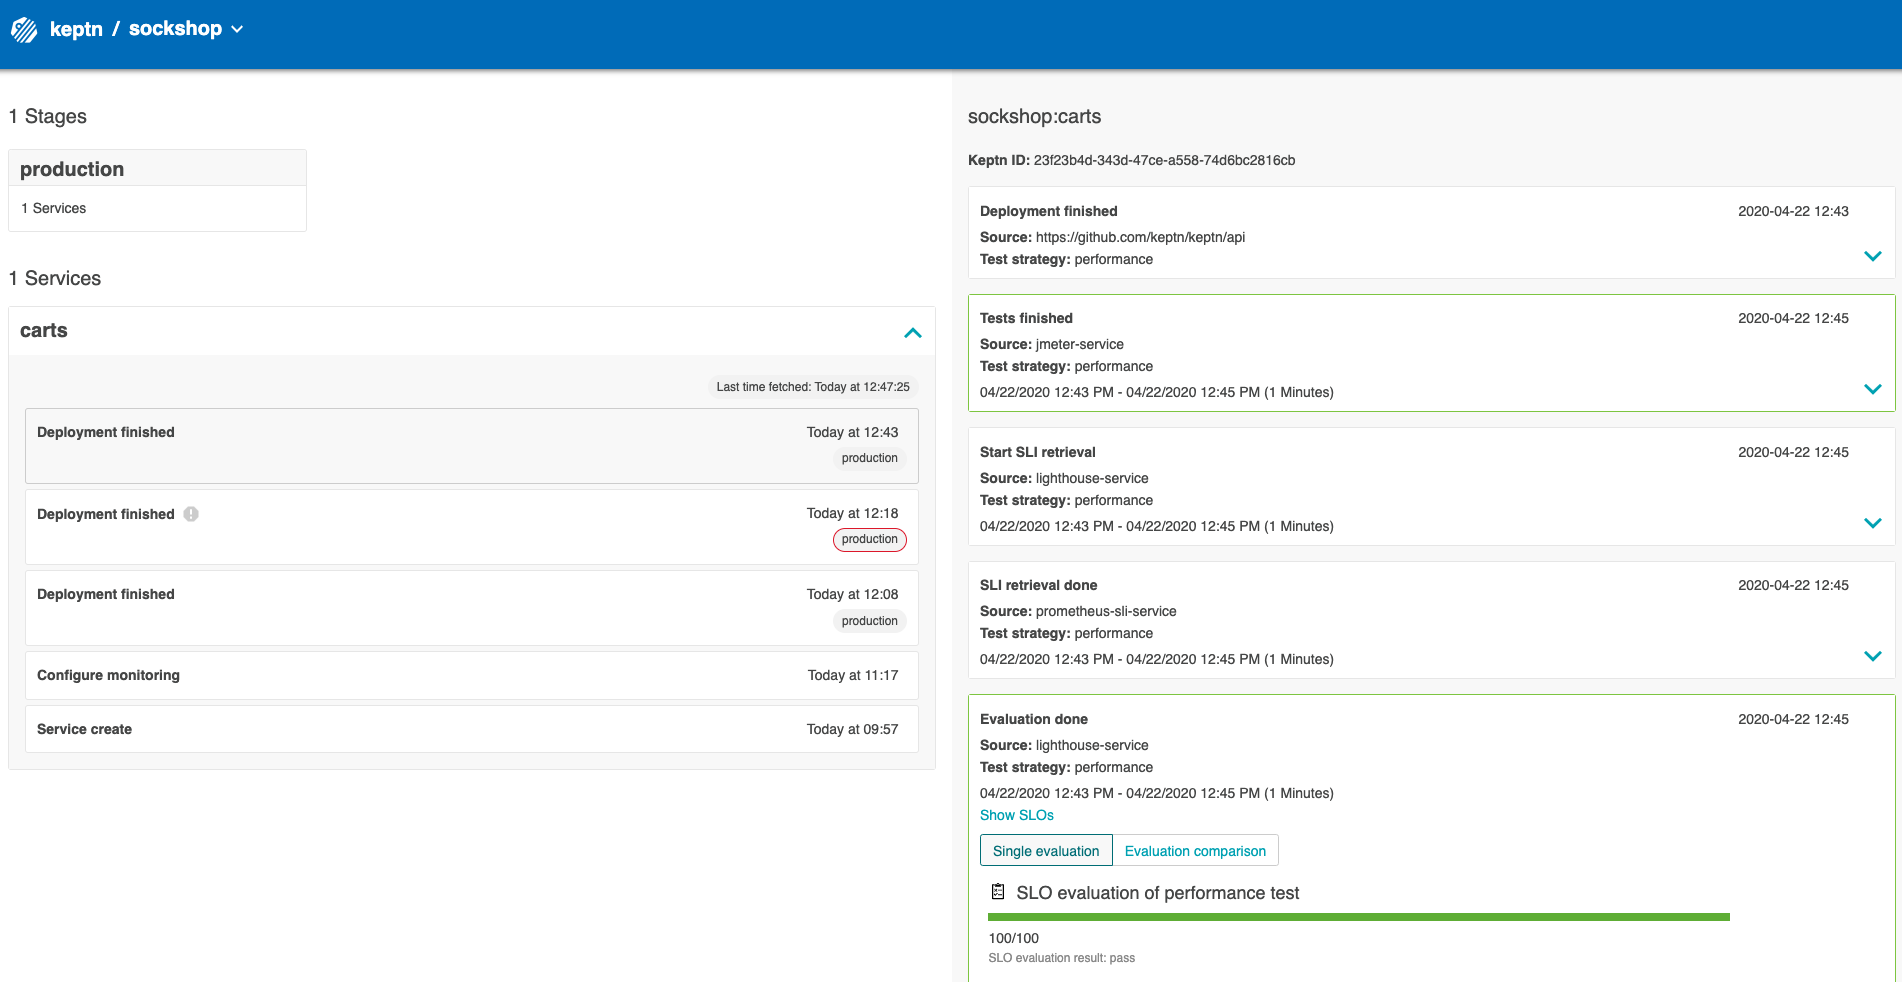 keptn / sockshop
1 Stages
production
1 Services
1 Services
carts
Last time fetched: Today at 12:47:25
Deployment finished Today at 12:43
production
Deployment finished Today at 12:18
production
Deployment finished Today at 12:08
production
Configure monitoring Today at 11:17
Service create Today at 09:57
sockshop:carts
Keptn ID: 23f23b4d-343d-47ce-a558-74d6bc2816cb
Deployment finished 2020-04-22 12:43
Source: https://github.com/keptn/keptn/api
Test strategy: performance
Tests finished 2020-04-22 12:45
Source: jmeter-service
Test strategy: performance
04/22/2020 12:43 PM - 04/22/2020 12:45 PM (1 Minutes)
Start SLI retrieval 2020-04-22 12:45
Source: lighthouse-service
Test strategy: performance
04/22/2020 12:43 PM - 04/22/2020 12:45 PM (1 Minutes)
SLI retrieval done 2020-04-22 12:45
Source: prometheus-sli-service
Test strategy: performance
04/22/2020 12:43 PM - 04/22/2020 12:45 PM (1 Minutes)
Evaluation done 2020-04-22 12:45
Source: lighthouse-service
Test strategy: performance
04/22/2020 12:43 PM - 04/22/2020 12:45 PM (1 Minutes)
Show SLOs
Single evaluation Evaluation comparison
SLO evaluation of performance test
100/100
SLO evaluation result: pass